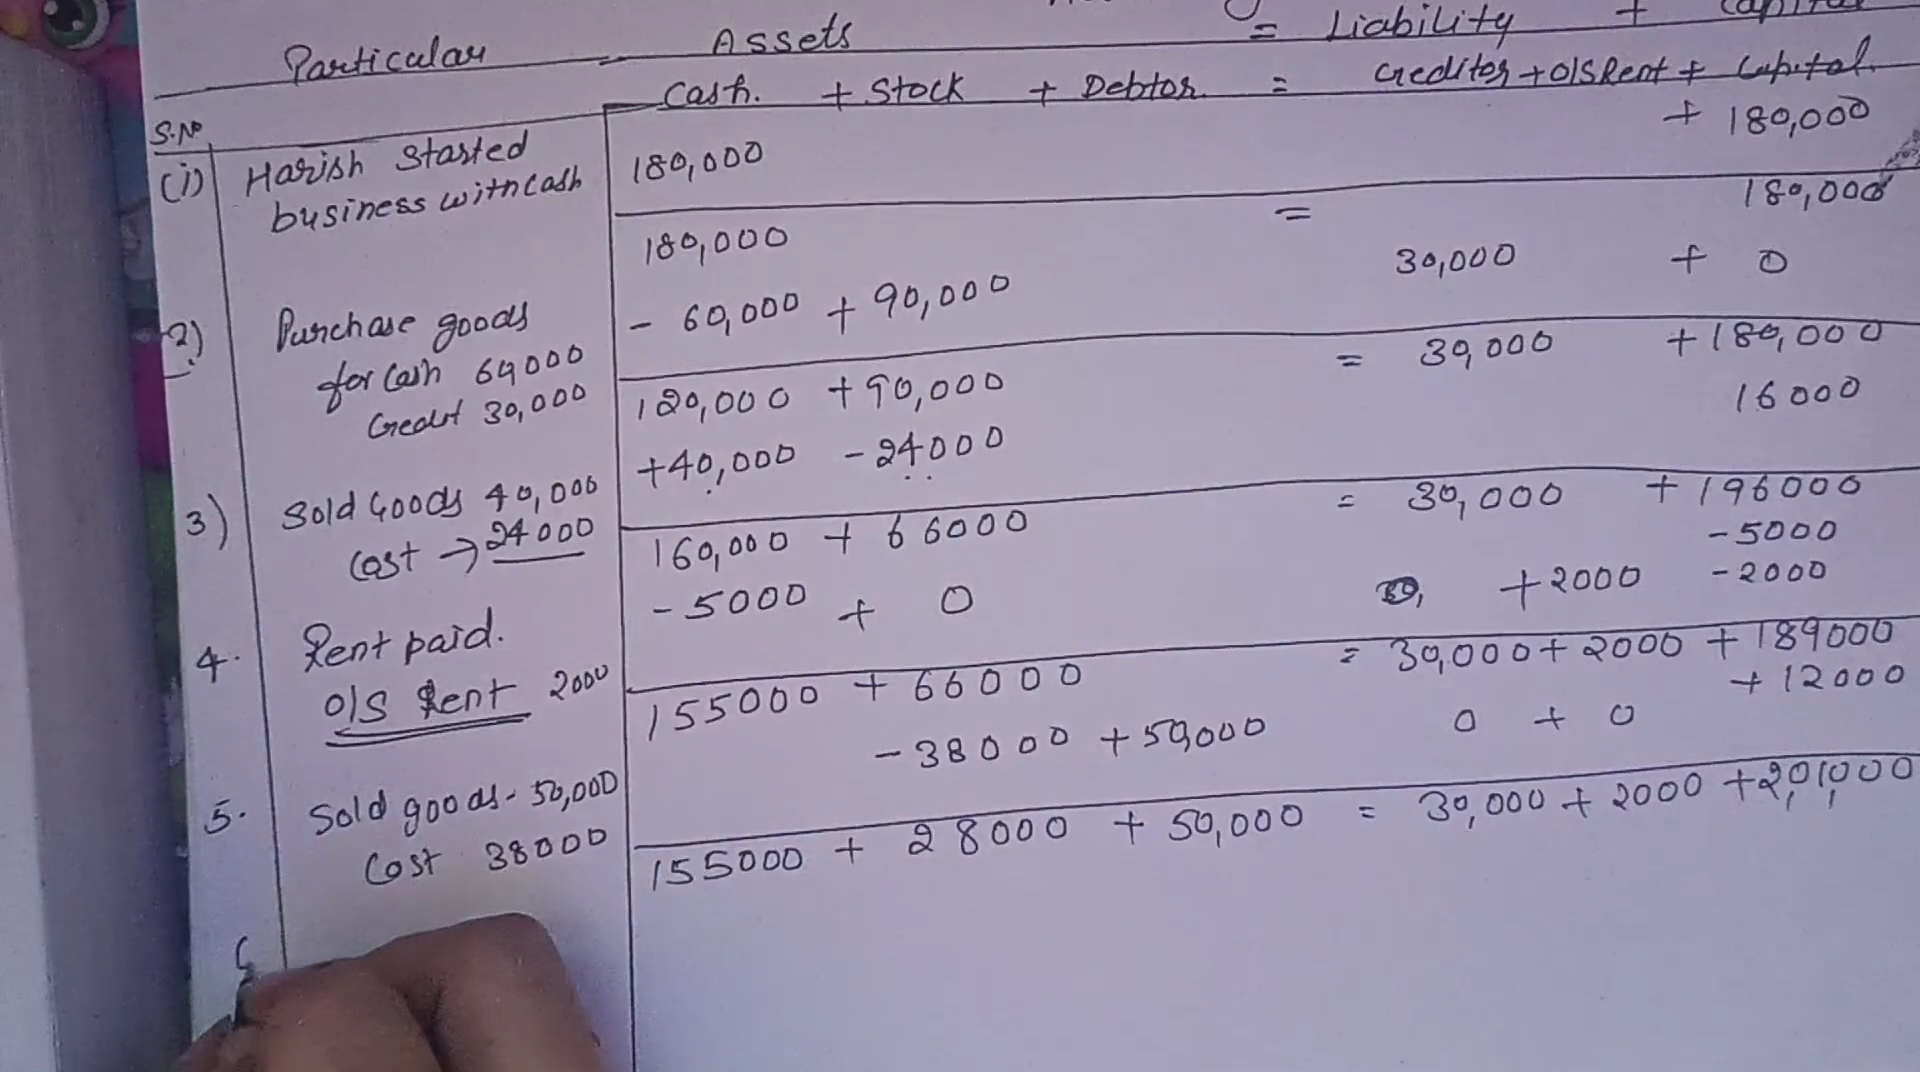 Assets = Liability +
Particular
Cash. + Stock + Debtor. = Creditor + O/S Rent + Capital.
S.No
(i) Harish started 180,000 + 180,000
business with cash
180,000 = 180,000
2) Purchase goods - 60,000 + 90,000 30,000 + 0
for Cash 60,000
Credit 30,000 120,000 + 90,000 = 30,000 + 180,000
+40,000 - 24000 16000
3) Sold Goods 40,000
Cost → 24000 160,000 + 66000 = 30,000 + 196000
4. Rent paid. - 5000 + 0 +2000 - 5000
- 2000
O/S Rent 2000 155000 + 66000 = 30,000 + 2000 + 189000
- 38000 + 50,000 0 + 0 + 12000
5. Sold goods - 50,000
Cost 38000 155000 + 28000 + 50,000 = 30,000 + 2000 + 201,000